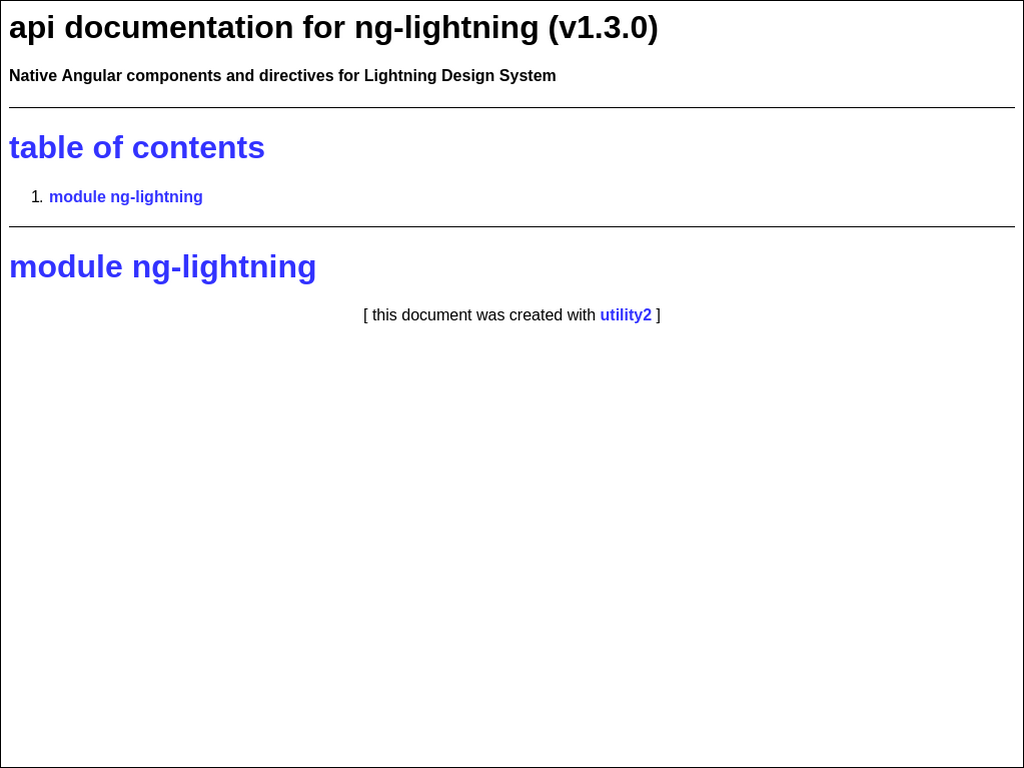 api documentation for ng-lightning (v1.3.0)
Native Angular components and directives for Lightning Design System
table of contents
1. module ng-lightning
module ng-lightning
[ this document was created with utility2 ]